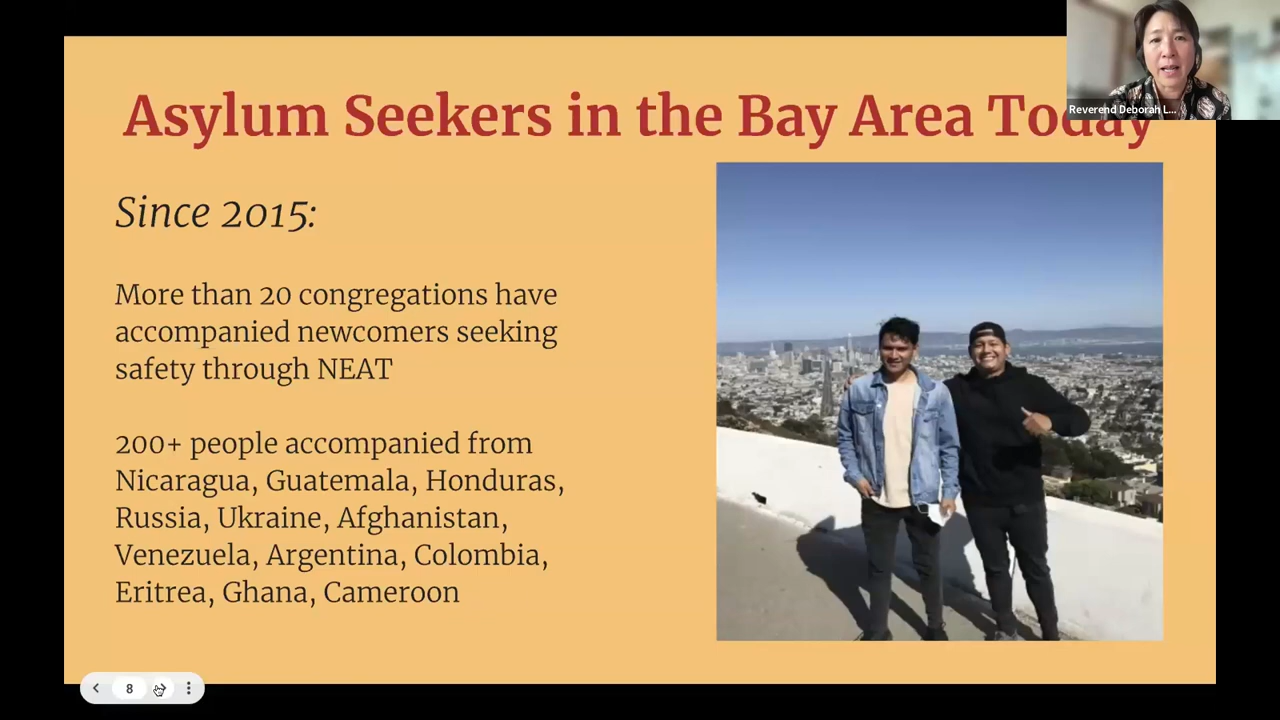 Asylum Seekers in the Bay Area Today
Reverend Deborah L...
Since 2015:
More than 20 congregations have
accompanied newcomers seeking
safety through NEAT
200+ people accompanied from
Nicaragua, Guatemala, Honduras,
Russia, Ukraine, Afghanistan,
Venezuela, Argentina, Colombia,
Eritrea, Ghana, Cameroon
8